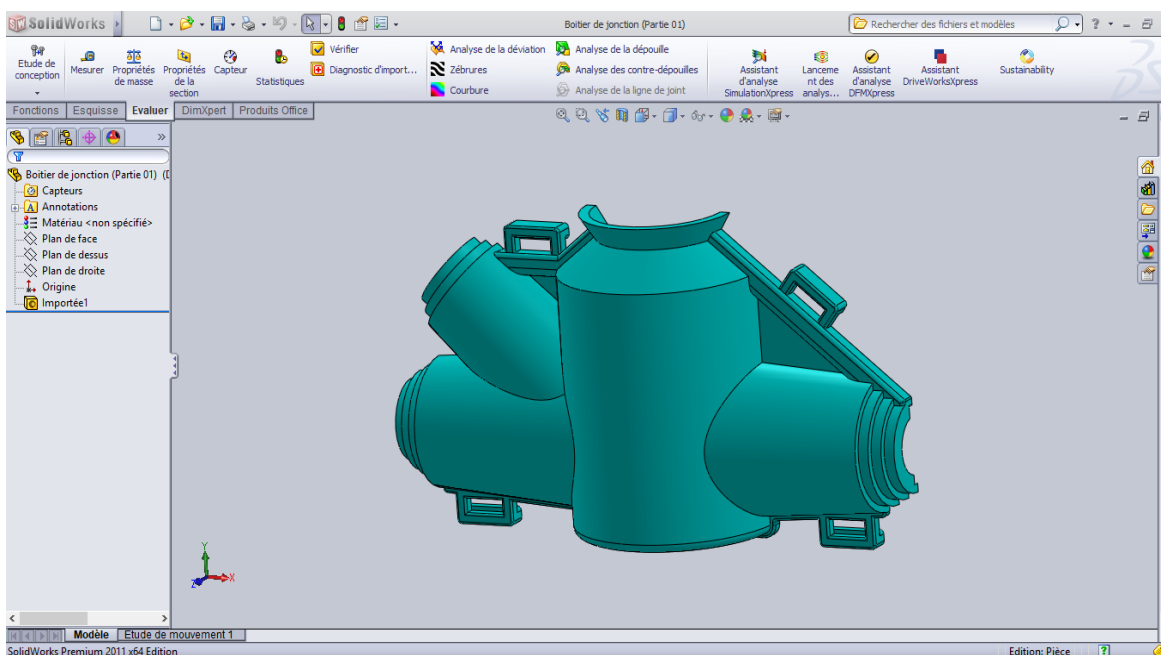 SolidWorks
Boitier de jonction (Partie 01)
Rechercher des fichiers et modèles
Etude de
conception
Mesurer
Propriétés
de masse
Propriétés
de la
section
Capteur
Statistiques
Vérifier
Diagnostic d'import...
Analyse de la déviation
Zébrures
Courbure
Analyse de la dépouille
Analyse des contre-dépouilles
Analyse de la ligne de joint
Assistant
d'analyse
SimulationXpress
Lanceme
nt des
analys...
Assistant
d'analyse
DFMXpress
Assistant
DriveWorksXpress
Sustainability
Fonctions Esquisse Evaluer DimXpert Produits Office
Boitier de jonction (Partie 01) (D
Capteurs
Annotations
Matériau <non spécifié>
Plan de face
Plan de dessus
Plan de droite
Origine
Importée1
Y
X
Z
Modèle Etude de mouvement 1
SolidWorks Premium 2011 x64 Edition
Edition: Pièce